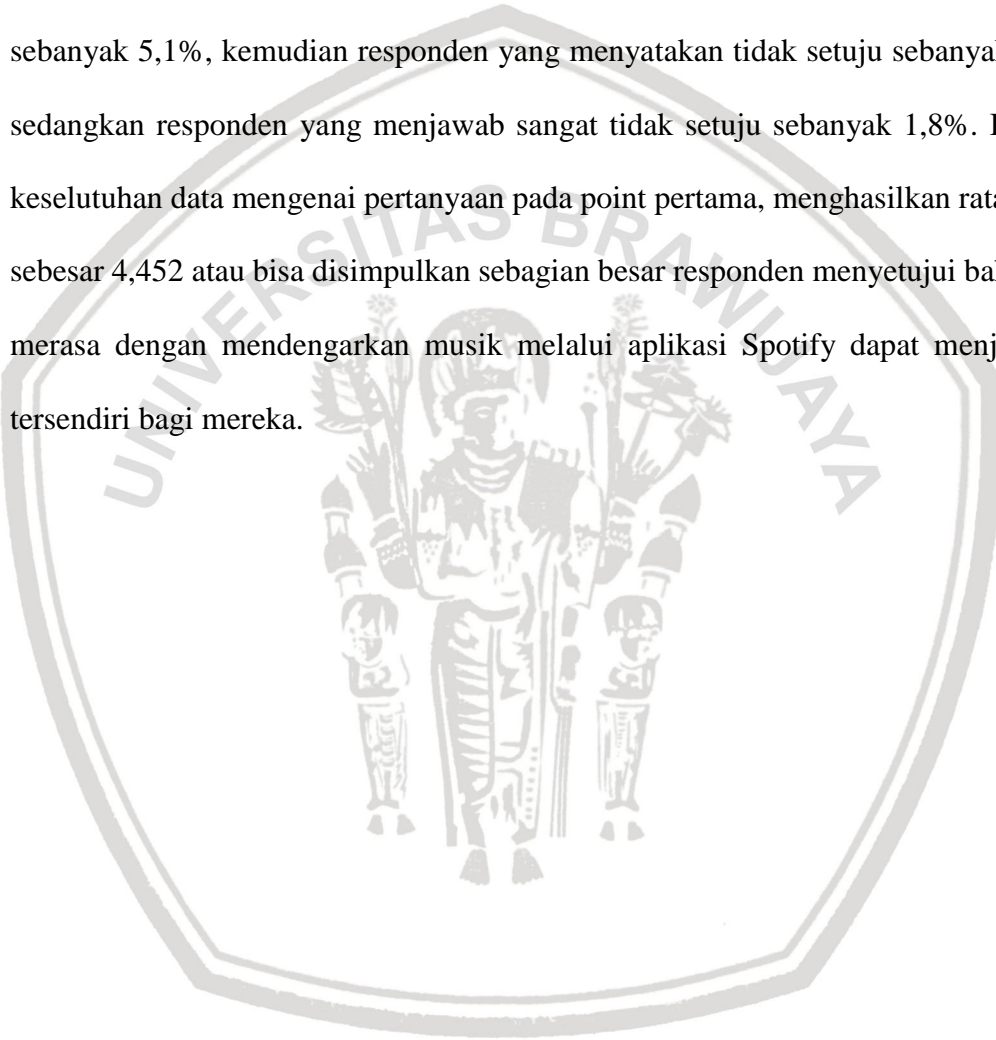 sebanyak 5,1%, kemudian responden yang menyatakan tidak setuju sebanyak
sedangkan responden yang menjawab sangat tidak setuju sebanyak 1,8%.
keselutuhan data mengenai pertanyaan pada point pertama, menghasilkan rata
sebesar 4,452 atau bisa disimpulkan sebagian besar responden menyetujui
merasa dengan mendengarkan musik melalui aplikasi Spotify dapat
tersendiri bagi mereka.
UNIVERSITAS BRAWIJAYA